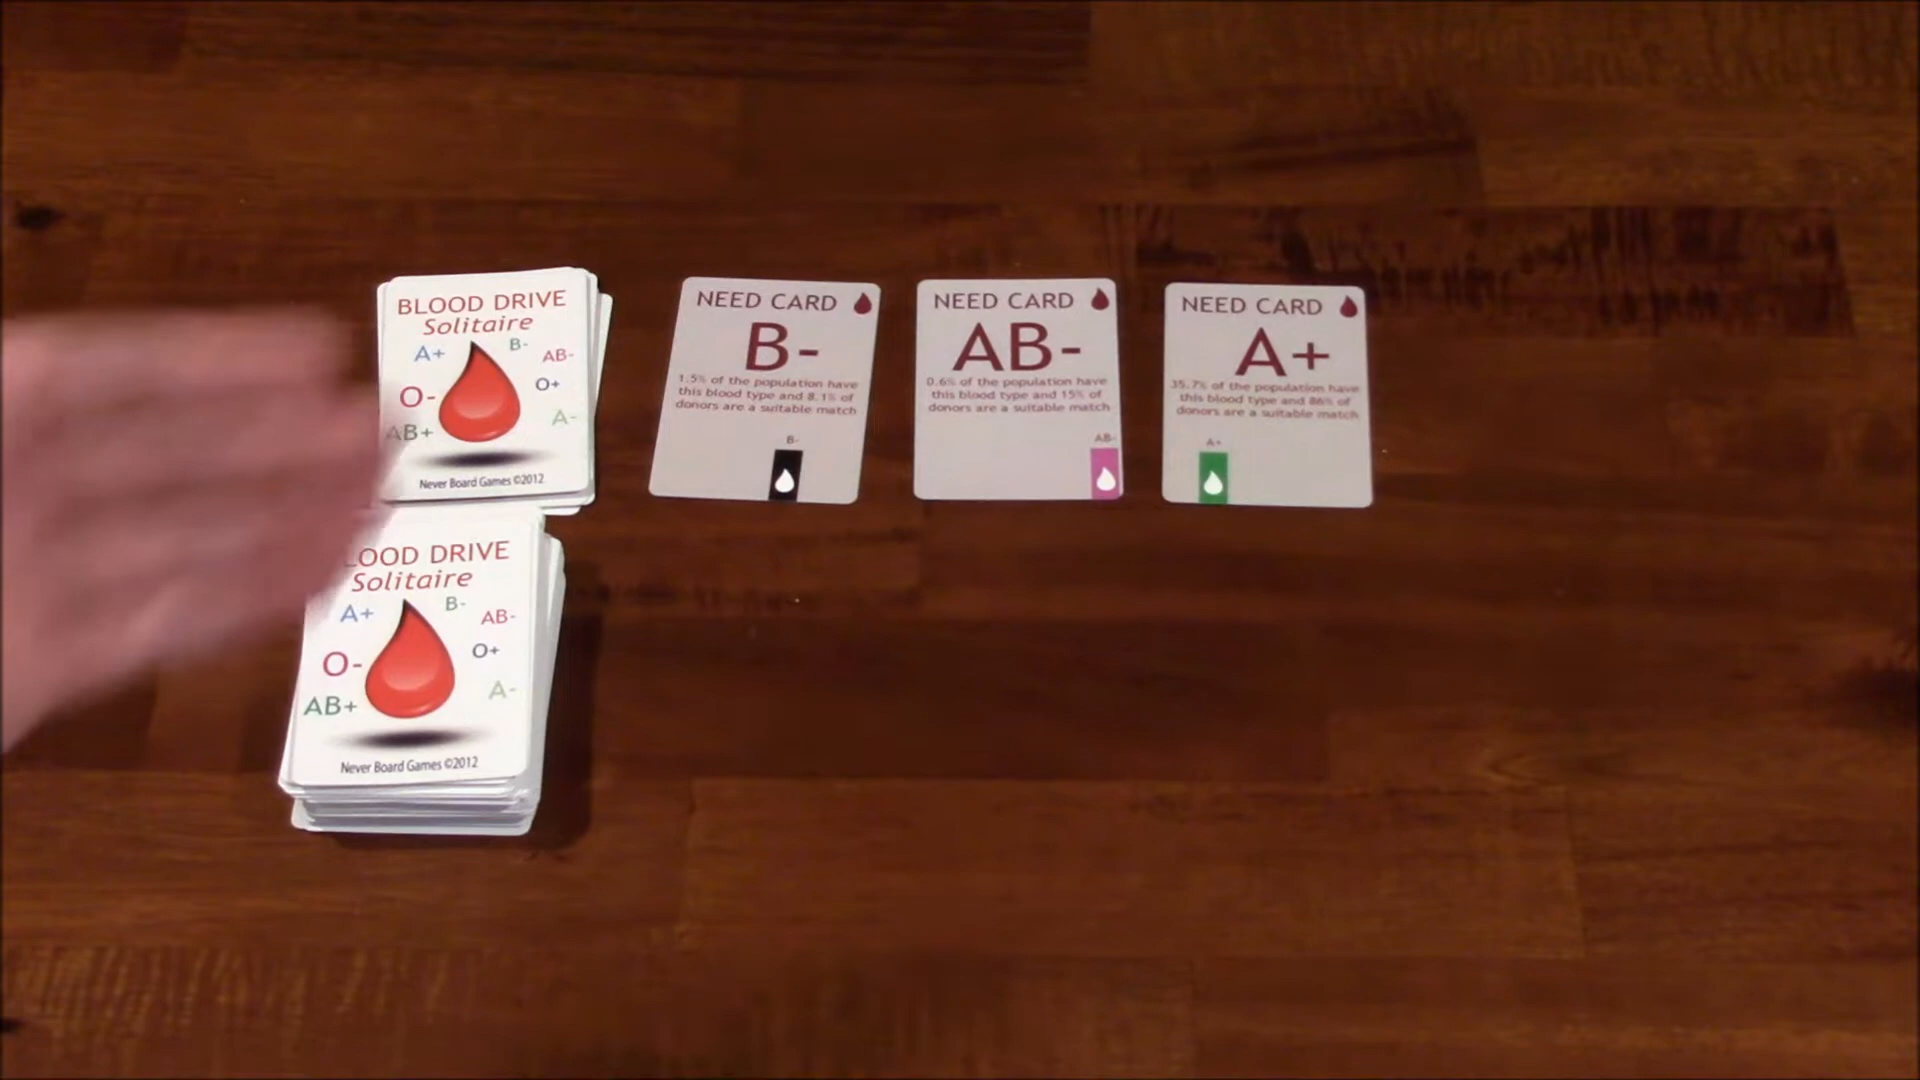 BLOOD DRIVE
Solitaire
A+
B-
AB-
O-
O+
A-
AB+
Never Board Games ©2012
NEED CARD
B-
1.5% of the population have
this blood type and 8.1% of
donors are a suitable match
B-
NEED CARD
AB-
0.6% of the population have
this blood type and 15% of
donors are a suitable match
AB-
NEED CARD
A+
35.7% of the population have
this blood type and 86% of
donors are a suitable match
A+
LOOD DRIVE
Solitaire
A+
B-
AB-
O-
O+
A-
AB+
Never Board Games ©2012